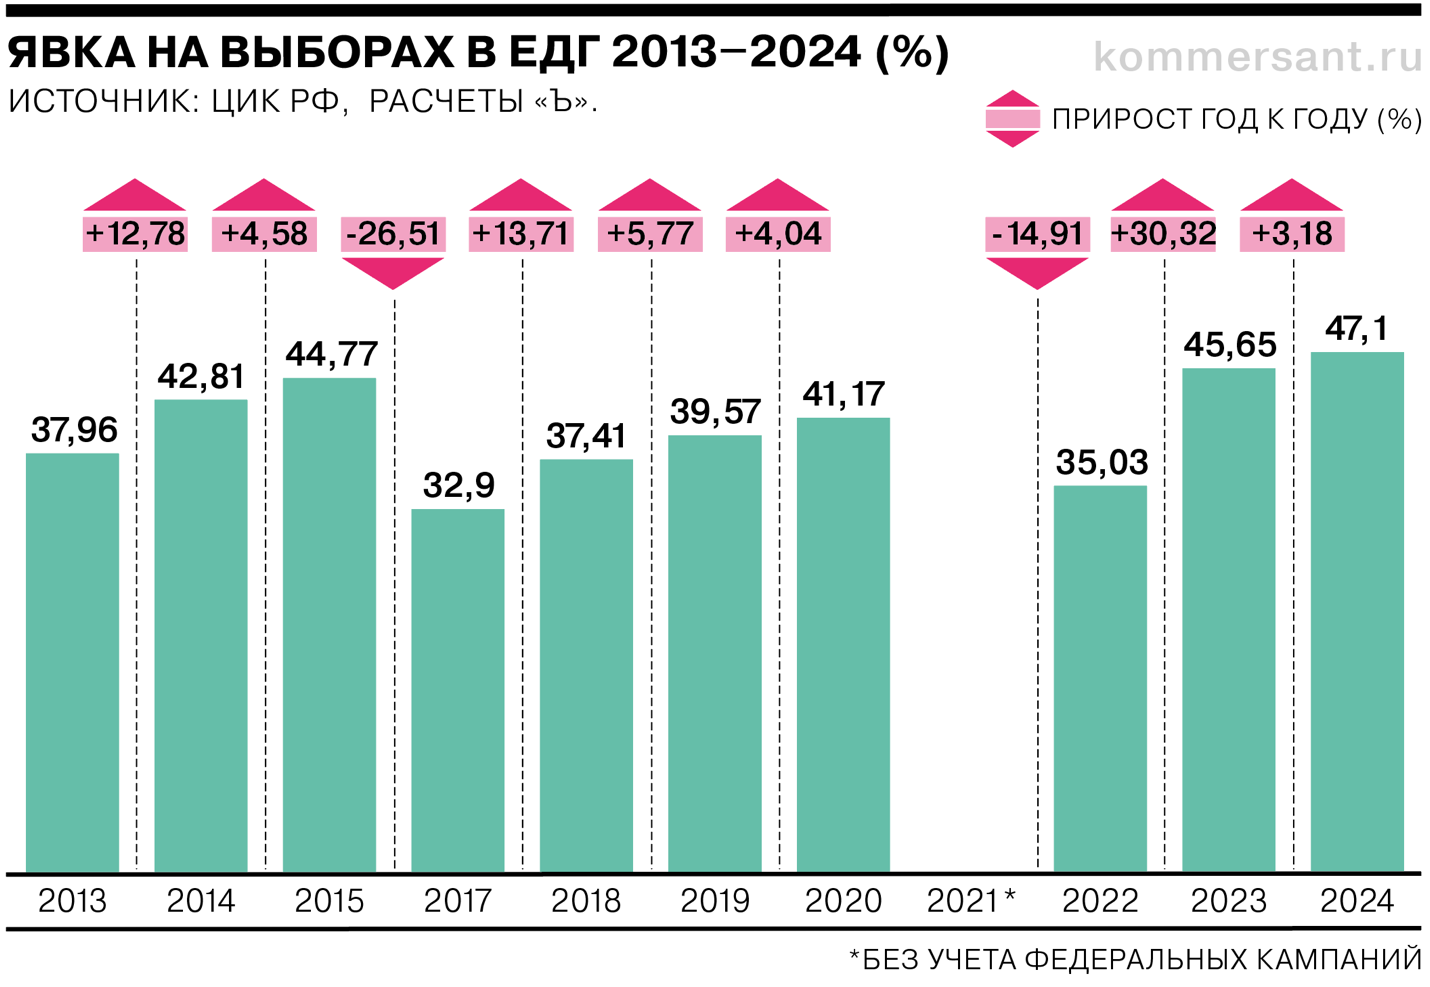 ЯВКА НА ВЫБОРАХ В ЕДГ 2013–2024 (%)
kommersant.ru
ИСТОЧНИК: ЦИК РФ, РАСЧЕТЫ «Ъ».
ПРИРОСТ ГОД К ГОДУ (%)
+12,78 +4,58 -26,51 +13,71 +5,77 +4,04 -14,91 +30,32 +3,18
37,96 42,81 44,77 32,9 37,41 39,57 41,17 35,03 45,65 47,1
2013 2014 2015 2017 2018 2019 2020 2021* 2022 2023 2024
*БЕЗ УЧЕТА ФЕДЕРАЛЬНЫХ КАМПАНИЙ